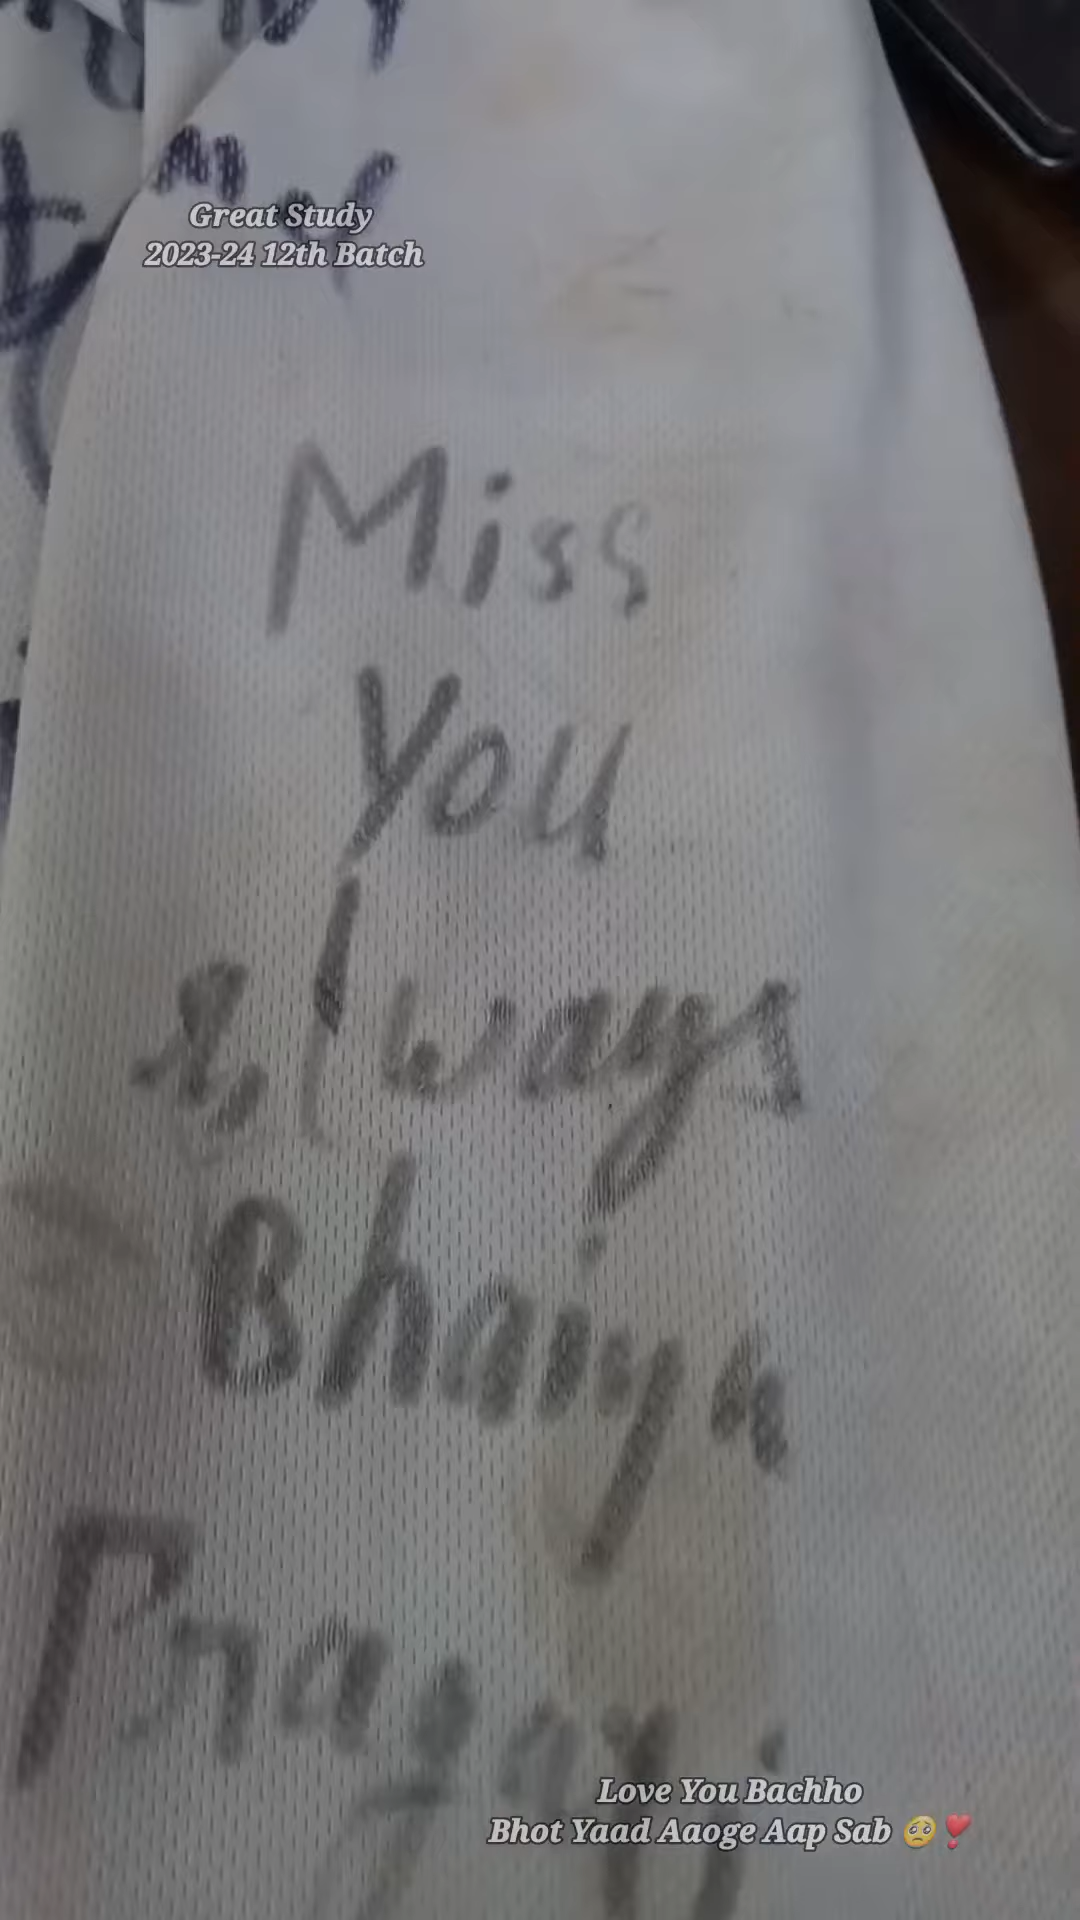 Great Study
2023-24 12th Batch
Miss
You
Always
Bhaiya
Love You Bachho
Bhot Yaad Aaoge Aap Sab 🥺❣️